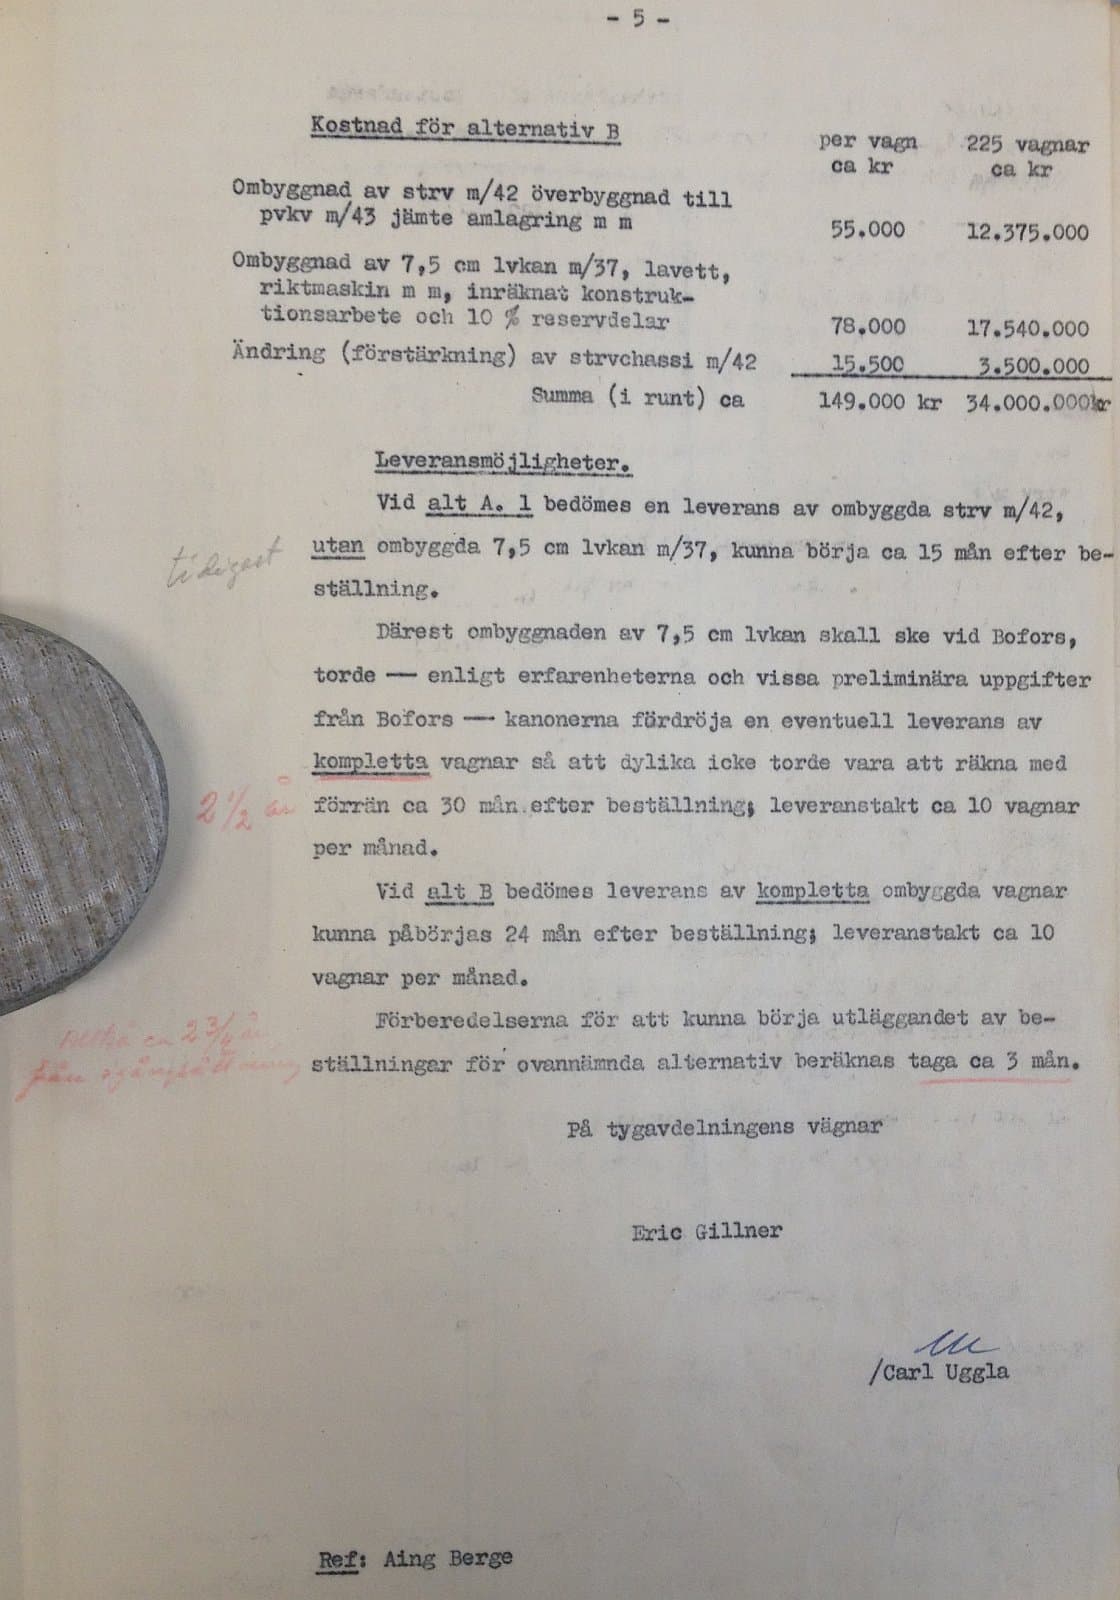 - 5 -
Kostnad för alternativ B
per vagn 225 vagnar
ca kr ca kr
Ombyggnad av strv m/42 överbyggnad till
pvkv m/43 jämte amlagring m m 55.000 12.375.000
Ombyggnad av 7,5 cm lvkan m/37, lavett,
riktmaskin m m, inräknat konstruk-
tionsarbete och 10 % reservdelar 78.000 17.540.000
Ändring (förstärkning) av strvchassi m/42 15.500 3.500.000
Summa (i runt) ca 149.000 kr 34.000.000kr
Leveransmöjligheter.
Vid alt A. 1 bedömes en leverans av ombyggda strv m/42,
tidigast
utan ombyggda 7,5 cm lvkan m/37, kunna börja ca 15 mån efter be-
ställning.
Därest ombyggnaden av 7,5 cm lvkan skall ske vid Bofors,
torde — enligt erfarenheterna och vissa preliminära uppgifter
från Bofors — kanonerna fördröja en eventuell leverans av
kompletta vagnar så att dylika icke torde vara att räkna med
2 1/2 år
förrän ca 30 mån efter beställning; leveranstakt ca 10 vagnar
per månad.
Vid alt B bedömes leverans av kompletta ombyggda vagnar
kunna påbörjas 24 mån efter beställning; leveranstakt ca 10
vagnar per månad.
Förberedelserna för att kunna börja utläggandet av be-
Alltså ca 2 3/4 år
från igångsättning
ställningar för ovannämnda alternativ beräknas taga ca 3 mån.
På tygavdelningens vägnar
Eric Gillner
/Carl Uggla
Ref: Aing Berge